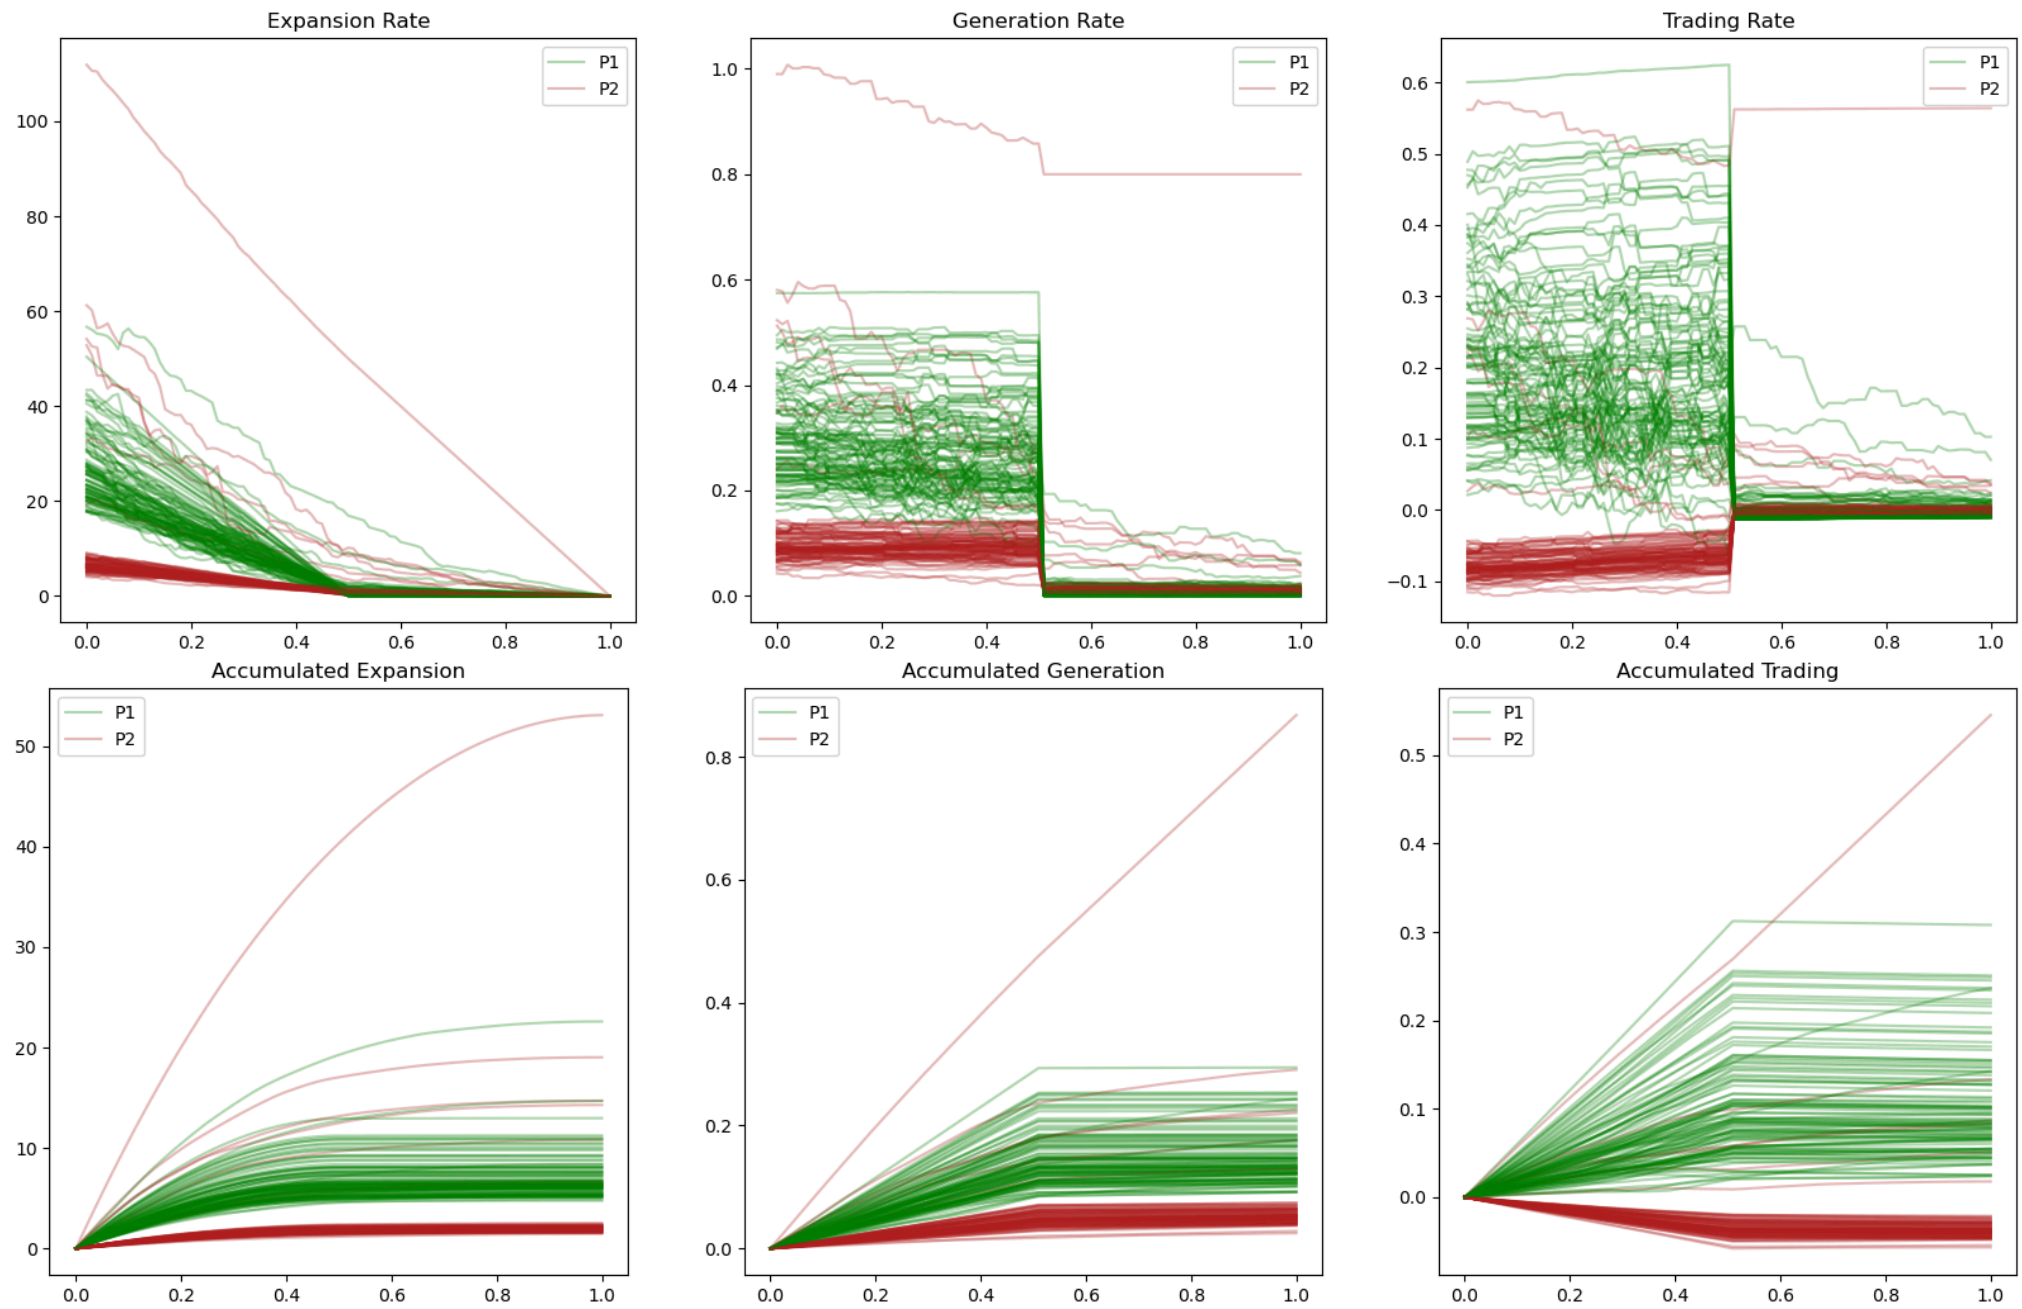 Expansion Rate
P1
P2
100
80
60
40
20
0
0.0 0.2 0.4 0.6 0.8 1.0
Generation Rate
P1
P2
1.0
0.8
0.6
0.4
0.2
0.0
0.0 0.2 0.4 0.6 0.8 1.0
Trading Rate
P1
P2
0.6
0.5
0.4
0.3
0.2
0.1
0.0
−0.1
0.0 0.2 0.4 0.6 0.8 1.0
Accumulated Expansion
P1
P2
50
40
30
20
10
0
0.0 0.2 0.4 0.6 0.8 1.0
Accumulated Generation
P1
P2
0.8
0.6
0.4
0.2
0.0
0.0 0.2 0.4 0.6 0.8 1.0
Accumulated Trading
P1
P2
0.5
0.4
0.3
0.2
0.1
0.0
0.0 0.2 0.4 0.6 0.8 1.0